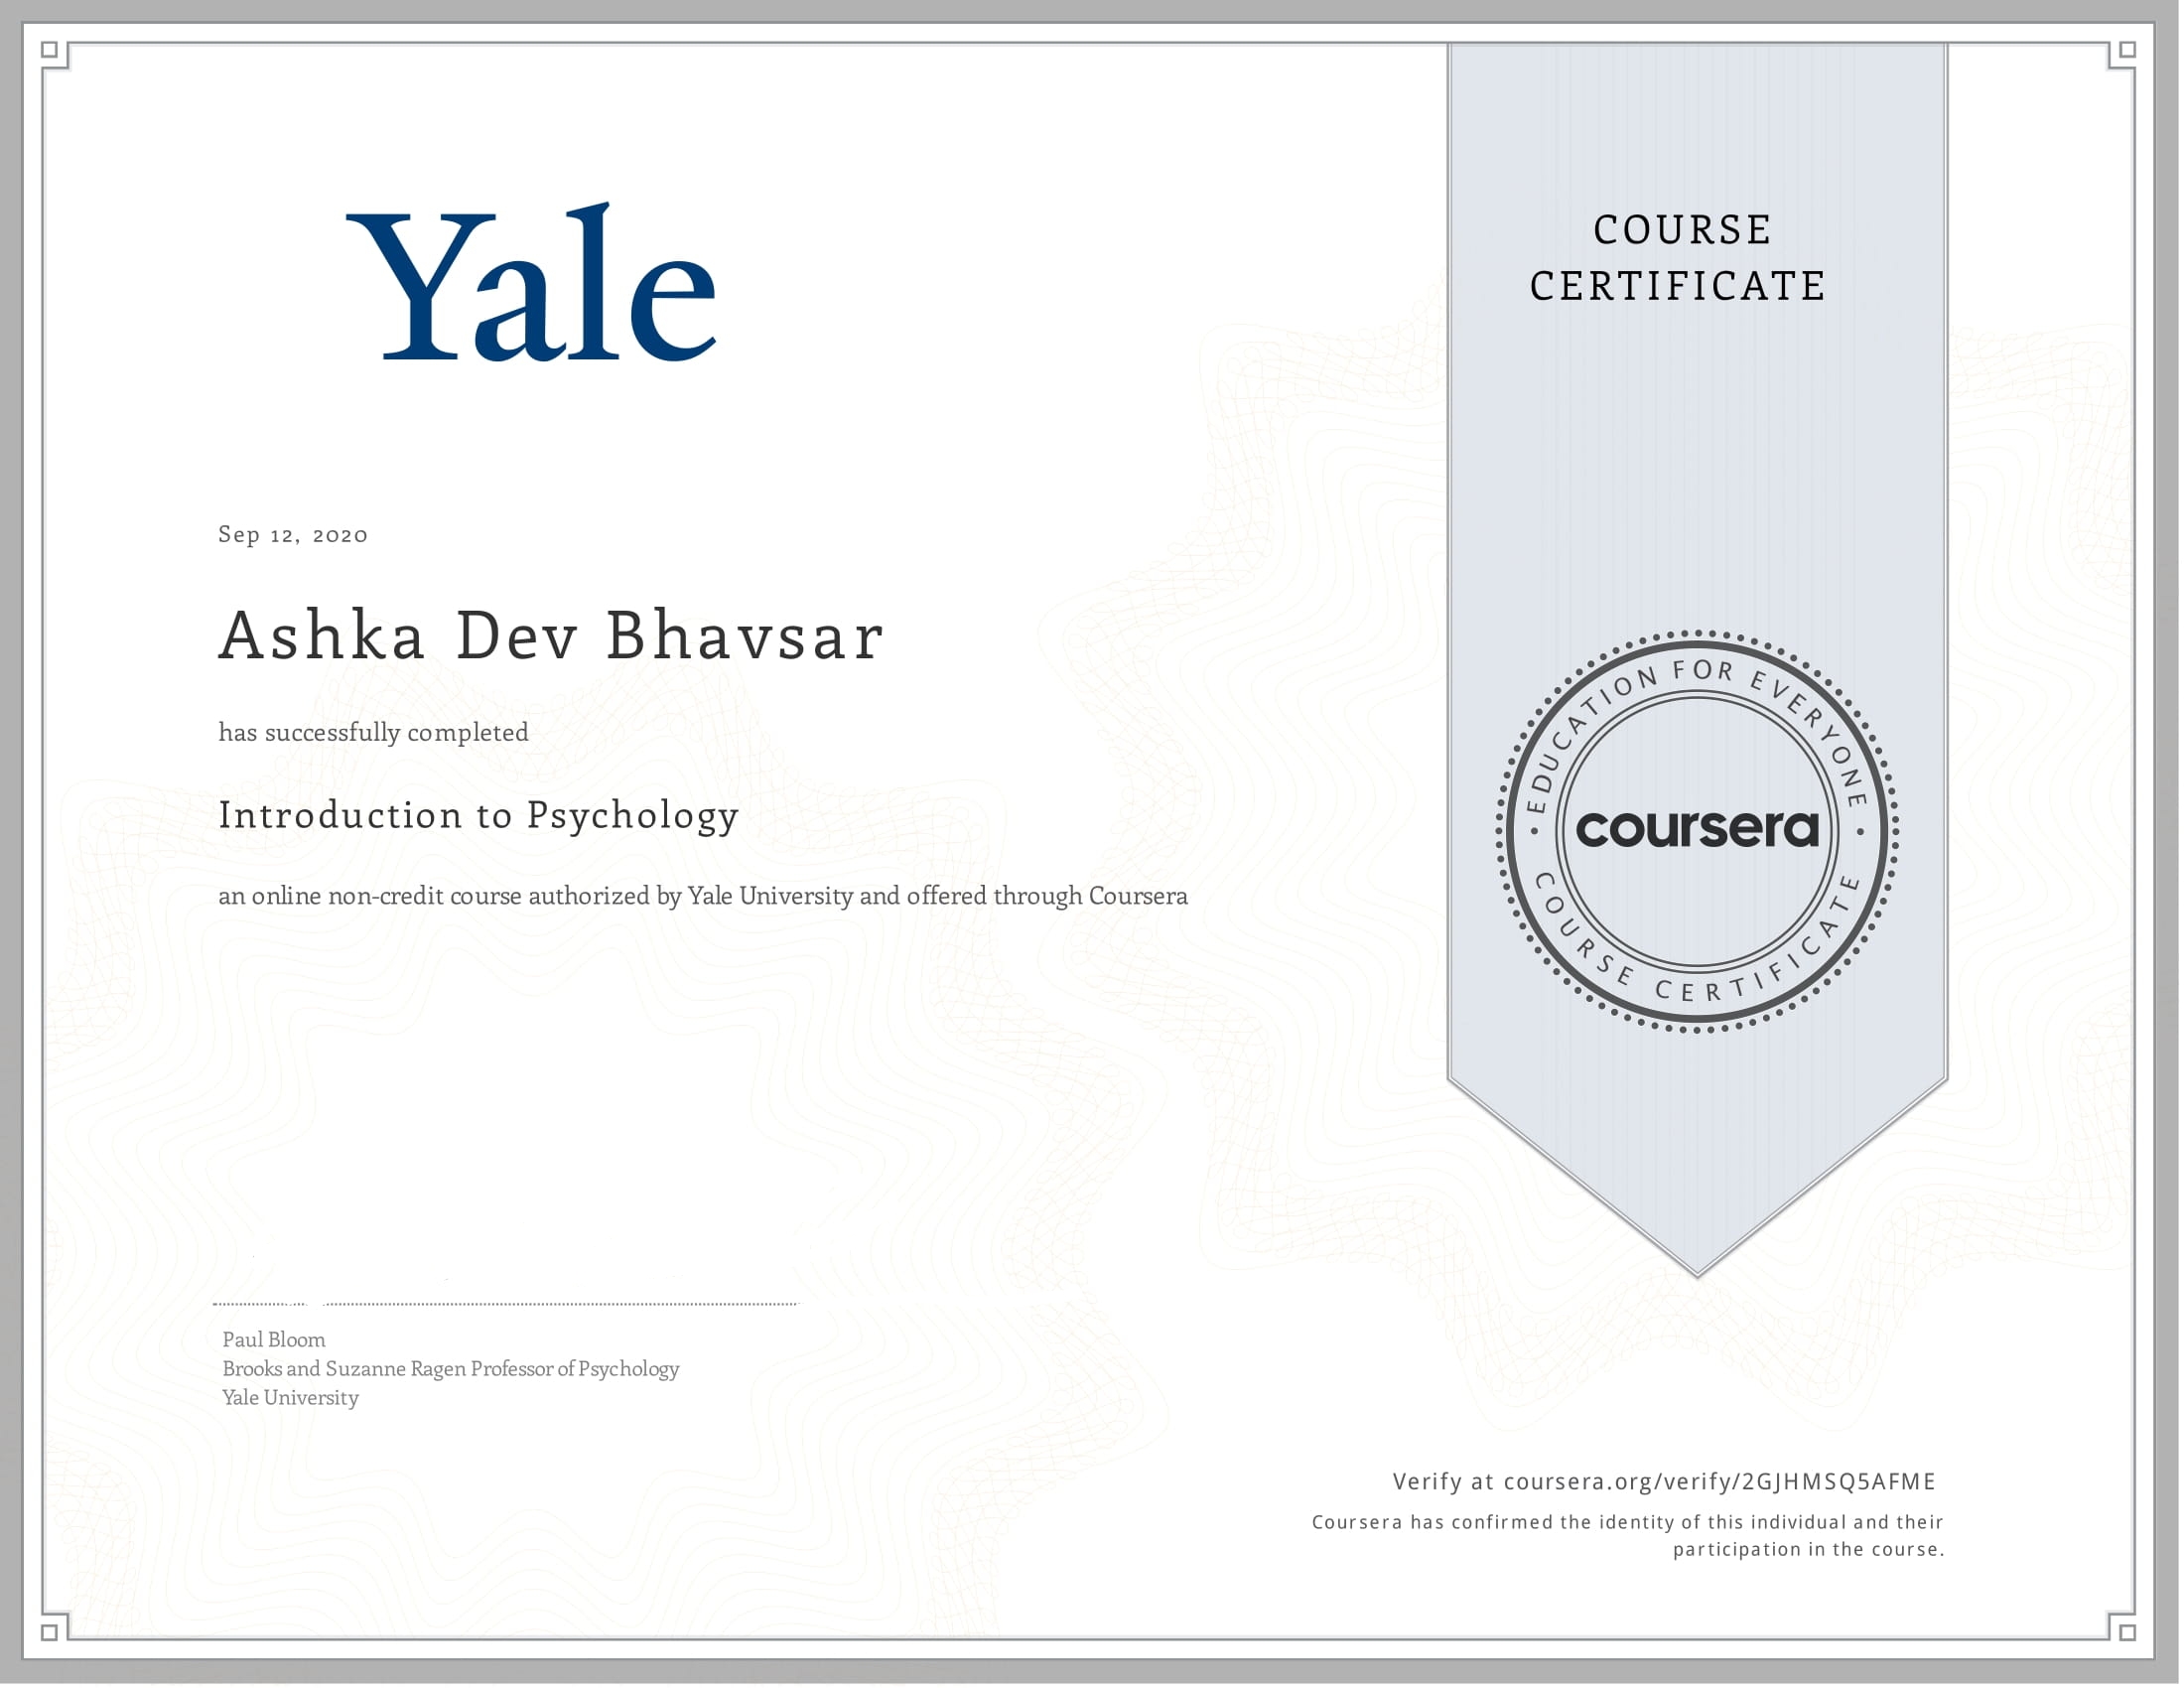 Yale
COURSE
CERTIFICATE
Sep 12, 2020
Ashka Dev Bhavsar
has successfully completed
Introduction to Psychology
an online non-credit course authorized by Yale University and offered through Coursera
EDUCATION FOR EVERYONE
coursera
COURSE CERTIFICATE
Paul Bloom
Brooks and Suzanne Ragen Professor of Psychology
Yale University
Verify at coursera.org/verify/2GJHMSQ5AFME
Coursera has confirmed the identity of this individual and their
participation in the course.